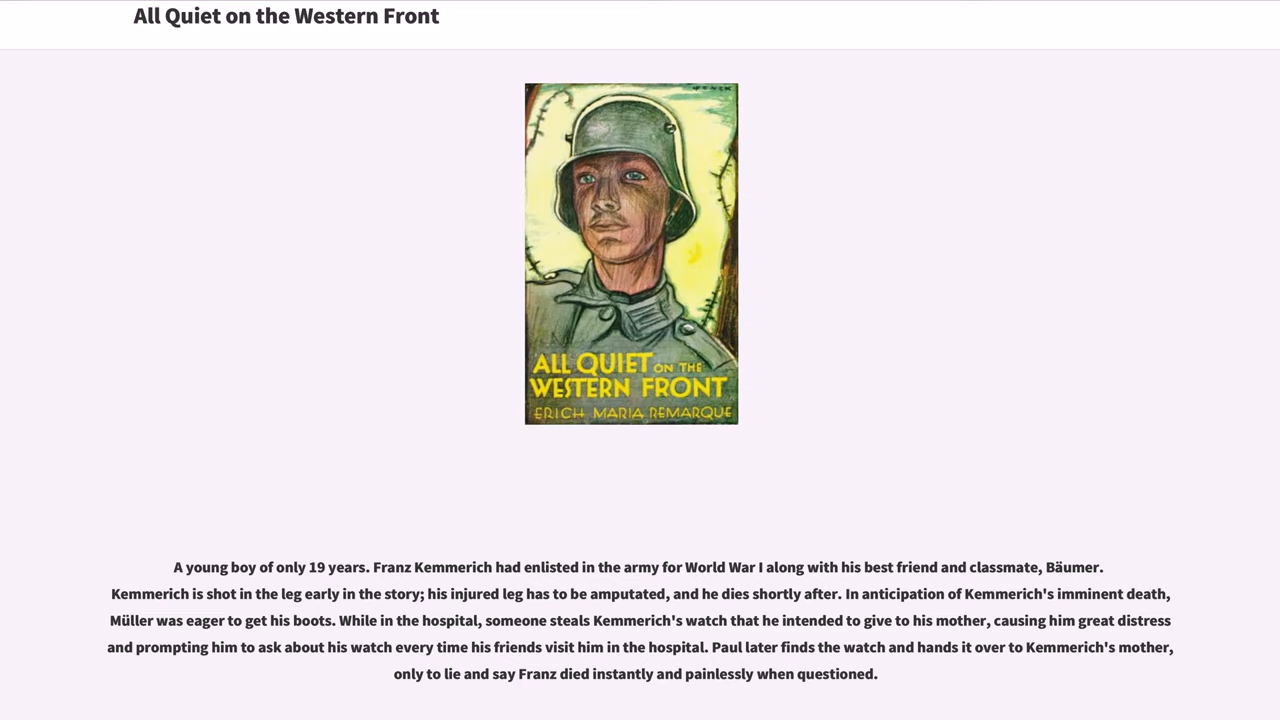 All Quiet on the Western Front
WENCK
ALL QUIET ON THE
WESTERN FRONT
ERICH MARIA REMARQUE
A young boy of only 19 years. Franz Kemmerich had enlisted in the army for World War I along with his best friend and classmate, Bäumer.
Kemmerich is shot in the leg early in the story; his injured leg has to be amputated, and he dies shortly after. In anticipation of Kemmerich's imminent death,
Müller was eager to get his boots. While in the hospital, someone steals Kemmerich's watch that he intended to give to his mother, causing him great distress
and prompting him to ask about his watch every time his friends visit him in the hospital. Paul later finds the watch and hands it over to Kemmerich's mother,
only to lie and say Franz died instantly and painlessly when questioned.